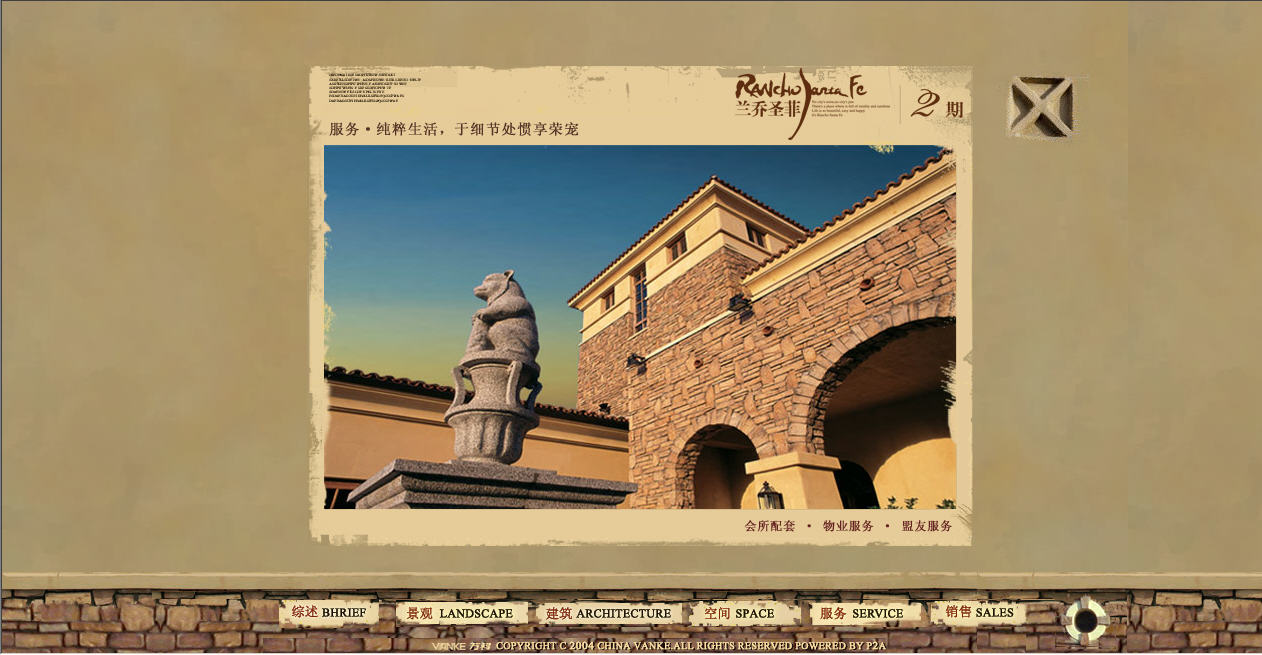 Rancho Santa Fe
兰乔圣菲
2 期
服务·纯粹生活，于细节处惯享荣宠
会所配套 · 物业服务 · 盟友服务
综述 BHRIEF 景观 LANDSCAPE 建筑 ARCHITECTURE 空间 SPACE 服务 SERVICE 销售 SALES
VANKE 万科 COPYRIGHT C 2004 CHINA VANKE.ALL RIGHTS RESERVED POWERED BY P2A